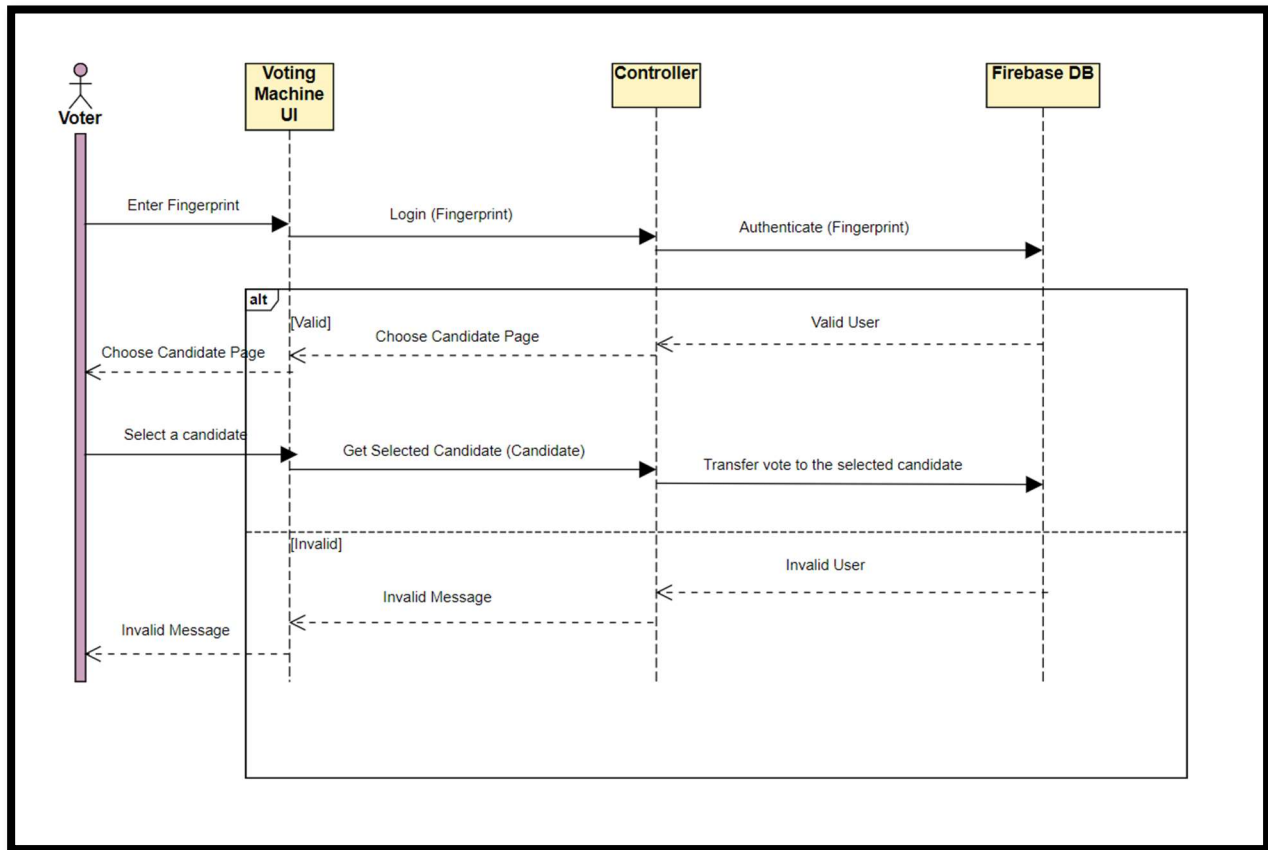 Voter
Voting
Machine
UI
Controller
Firebase DB
Enter Fingerprint
Login (Fingerprint)
Authenticate (Fingerprint)
alt
[Valid]
Valid User
Choose Candidate Page
Choose Candidate Page
Select a candidate
Get Selected Candidate (Candidate)
Transfer vote to the selected candidate
[Invalid]
Invalid User
Invalid Message
Invalid Message